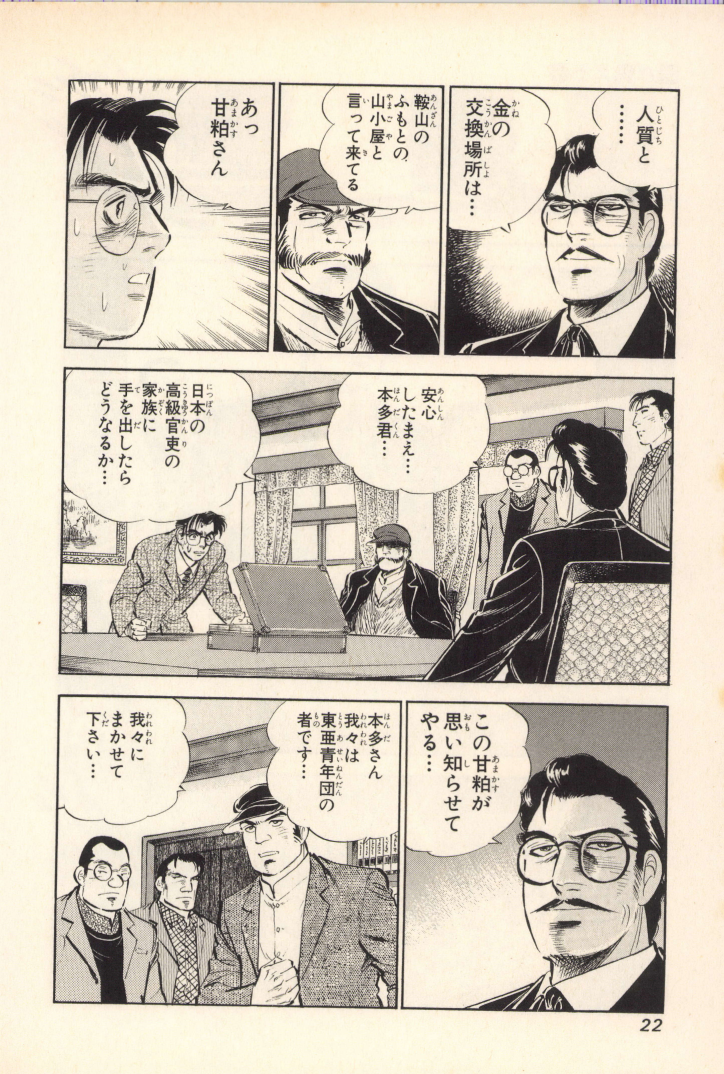 人質と
……
金の
交換場所は…
鞍山の
ふもとの、
山小屋と
言って来てる
あっ
甘粕さん
安心
したまえ…
本多君…
日本の
高級官吏の
家族に
手を出したら
どうなるか…
この甘粕が
思い知らせて
やる…
本多さん
我々は
東亜青年団の
者です…
我々に
まかせて
下さい…
22